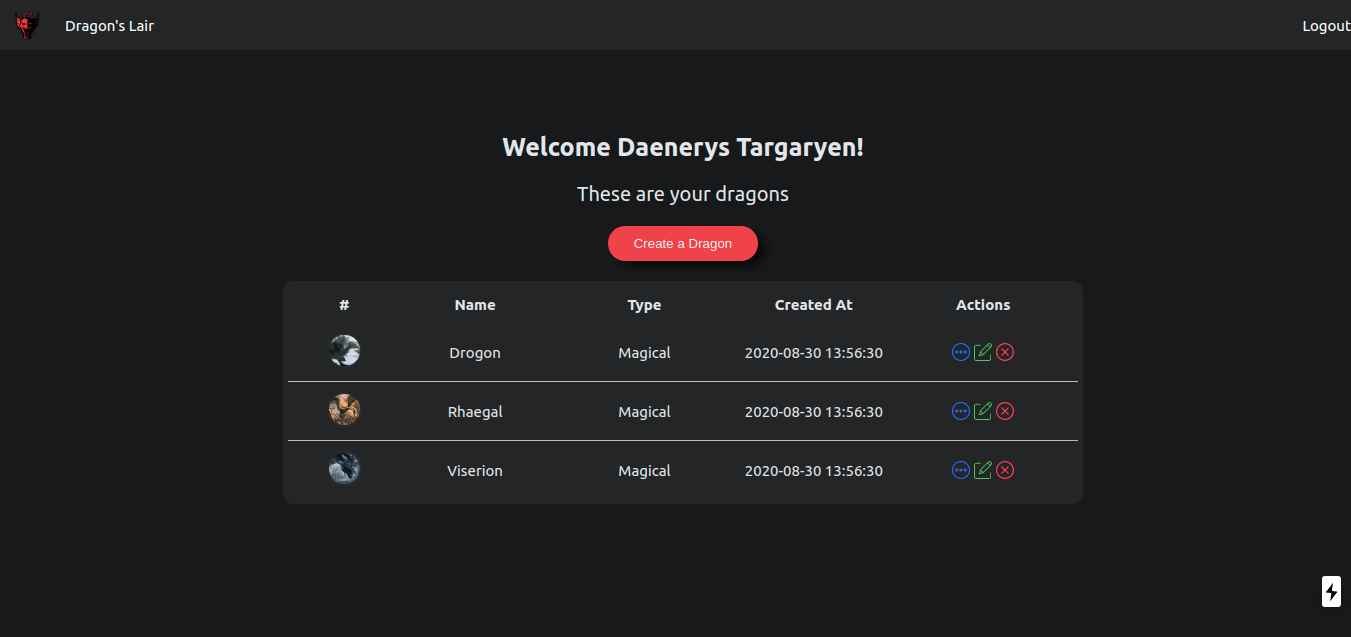 Dragon's Lair Logout
Welcome Daenerys Targaryen!
These are your dragons
Create a Dragon
# Name Type Created At Actions
Drogon Magical 2020-08-30 13:56:30
Rhaegal Magical 2020-08-30 13:56:30
Viserion Magical 2020-08-30 13:56:30